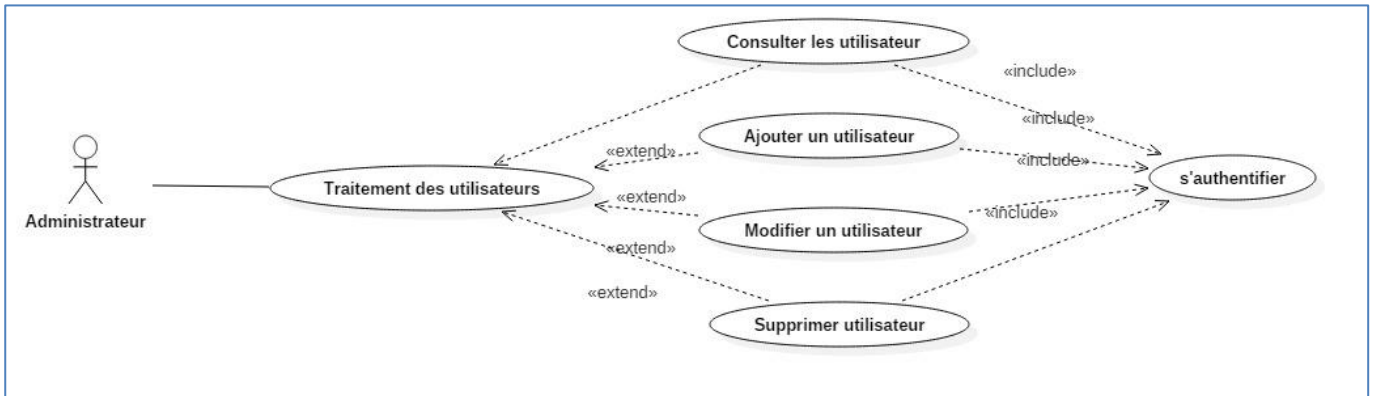 Consulter les utilisateur
«include»
«include»
Ajouter un utilisateur
«extend»
«include»
s'authentifier
Traitement des utilisateurs
«extend»
Administrateur
«include»
Modifier un utilisateur
«extend»
«extend»
Supprimer utilisateur